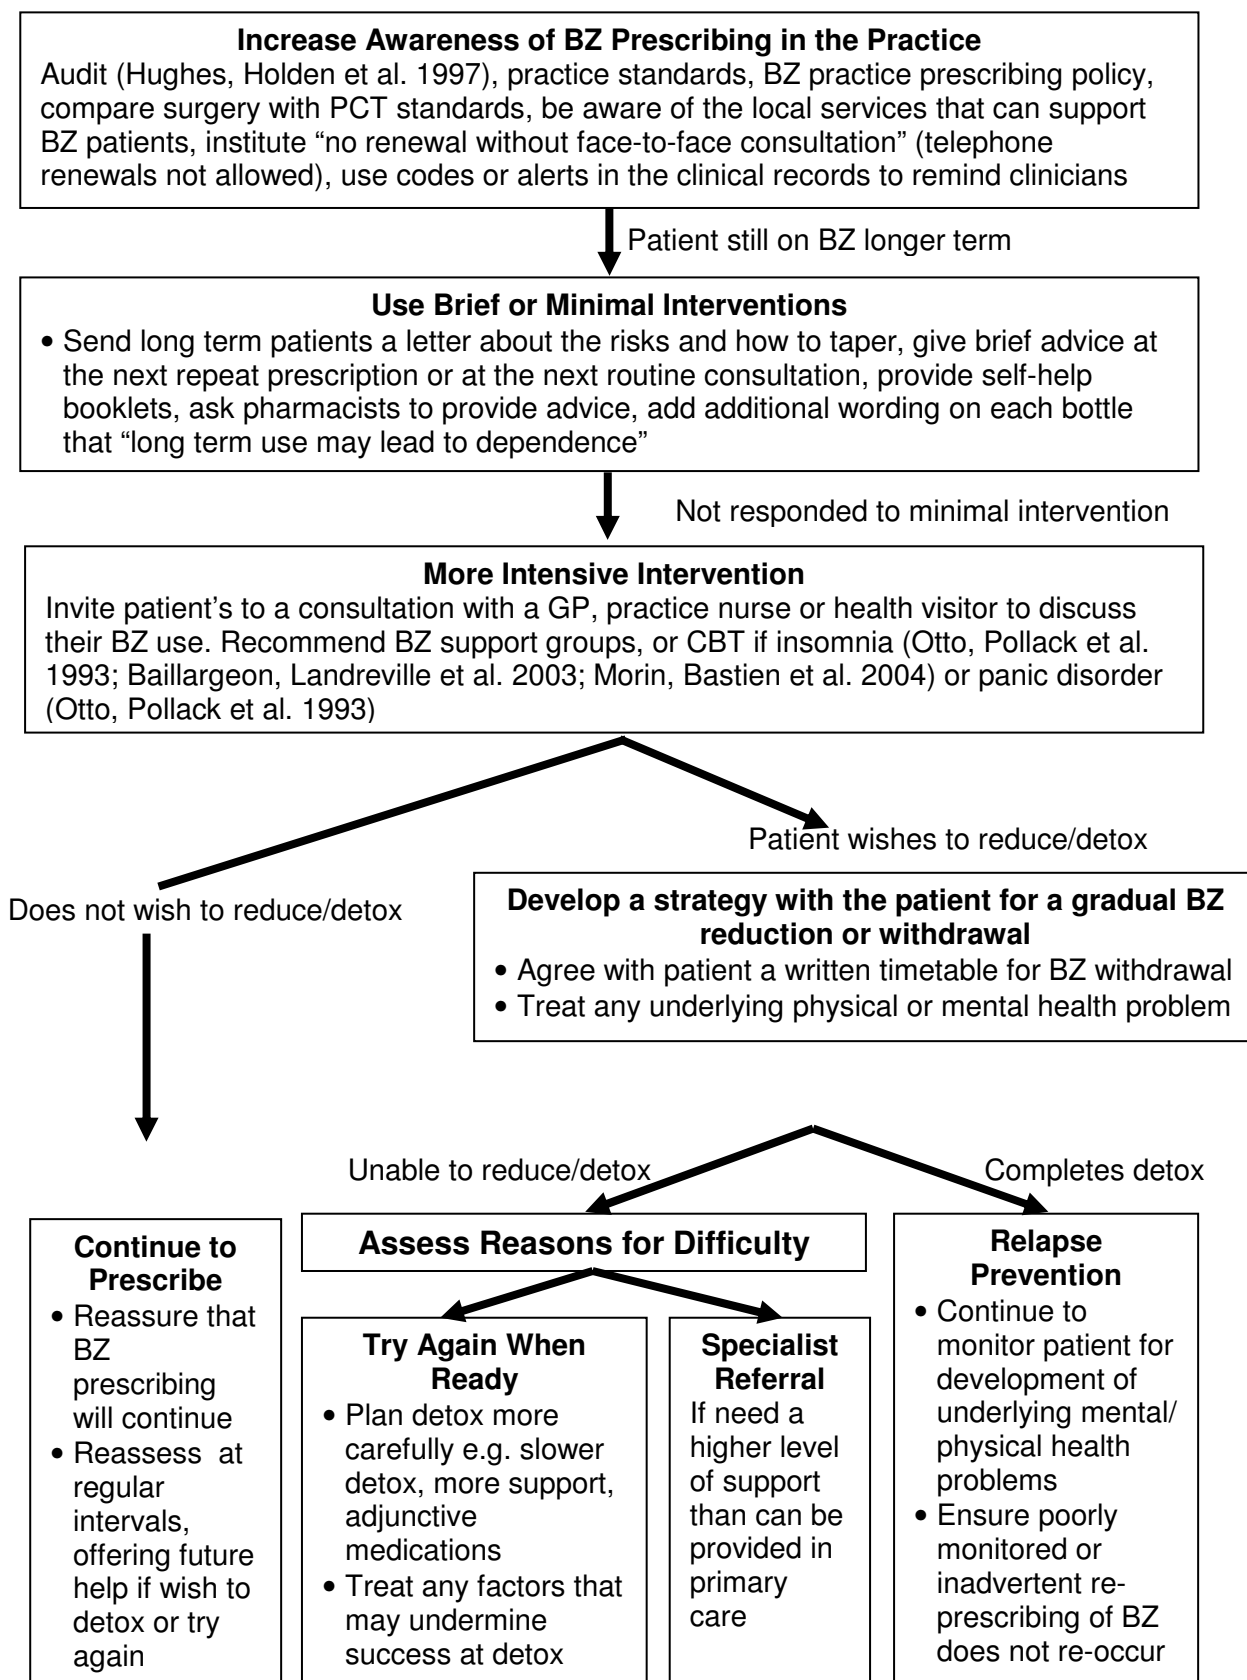 Increase Awareness of BZ Prescribing in the Practice
Audit (Hughes, Holden et al. 1997), practice standards, BZ practice prescribing policy,
compare surgery with PCT standards, be aware of the local services that can support
BZ patients, institute “no renewal without face-to-face consultation” (telephone
renewals not allowed), use codes or alerts in the clinical records to remind clinicians
Patient still on BZ longer term
Use Brief or Minimal Interventions
• Send long term patients a letter about the risks and how to taper, give brief advice at
the next repeat prescription or at the next routine consultation, provide self-help
booklets, ask pharmacists to provide advice, add additional wording on each bottle
that “long term use may lead to dependence”
Not responded to minimal intervention
More Intensive Intervention
Invite patient’s to a consultation with a GP, practice nurse or health visitor to discuss
their BZ use. Recommend BZ support groups, or CBT if insomnia (Otto, Pollack et al.
1993; Baillargeon, Landreville et al. 2003; Morin, Bastien et al. 2004) or panic disorder
(Otto, Pollack et al. 1993)
Patient wishes to reduce/detox
Does not wish to reduce/detox
Develop a strategy with the patient for a gradual BZ
reduction or withdrawal
• Agree with patient a written timetable for BZ withdrawal
• Treat any underlying physical or mental health problem
Unable to reduce/detox
Completes detox
Continue to
Prescribe
• Reassure that
BZ
prescribing
will continue
• Reassess at
regular
intervals,
offering future
help if wish to
detox or try
again
Assess Reasons for Difficulty
Try Again When
Ready
• Plan detox more
carefully e.g. slower
detox, more support,
adjunctive
medications
• Treat any factors that
may undermine
success at detox
Specialist
Referral
If need a
higher level
of support
than can be
provided in
primary
care
Relapse
Prevention
• Continue to
monitor patient for
development of
underlying mental/
physical health
problems
• Ensure poorly
monitored or
inadvertent re-
prescribing of BZ
does not re-occur